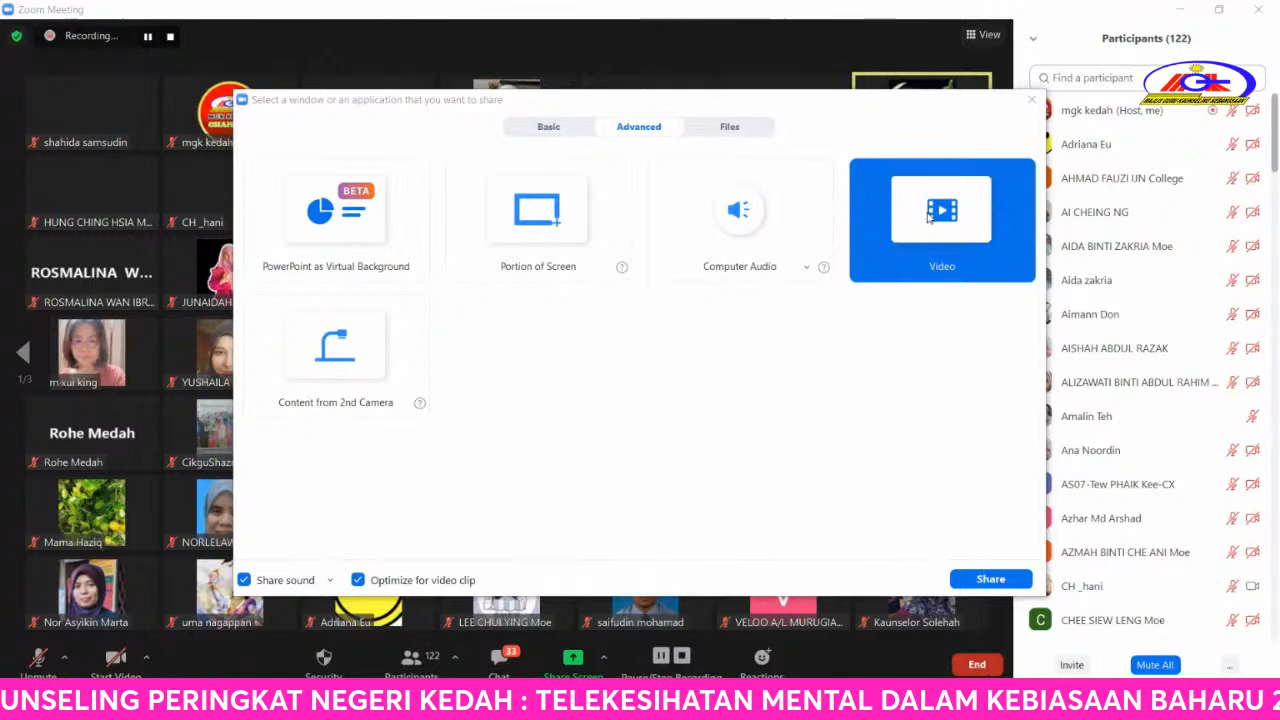 Zoom Meeting
Recording...
View
Participants (122)
Find a participant
Select a window or an application that you want to share
Basic
Advanced
Files
BETA
PowerPoint as Virtual Background
Portion of Screen
Computer Audio
Video
Content from 2nd Camera
Share sound
Optimize for video clip
Share
shahida samsudin
mgk kedah
HUNG CHING HSIA M...
CH _hani
ROSMALINA W...
ROSMALINA WAN IBR...
JUNAIDAH
1/3
m xui king
YUSHAILA
Rohe Medah
Rohe Medah
CikguShaz
Mama Haziq
NORLELAW
Nor Asyikin Marta
uma nagappan
Adriana Eu
LEE CHUI YING Moe
saifudin mohamad
VELOO A/L MURUGIA...
Kaunselor Solehah
mgk kedah (Host, me)
Adriana Eu
AHMAD FAUZI IJN College
AI CHEING NG
AIDA BINTI ZAKRIA Moe
Aida zakria
Aimann Don
AISHAH ABDUL RAZAK
ALIZAWATI BINTI ABDUL RAHIM ...
Amalin Teh
Ana Noordin
AS07-Tew PHAIK Kee-CX
Azhar Md Arshad
AZMAH BINTI CHE ANI Moe
CH _hani
C
CHEE SIEW LENG Moe
Unmute
Start Video
Security
122
Participants
33
Chat
Share Screen
Pause/Stop Recording
Reactions
End
Invite
Mute All
...
UNSELING PERINGKAT NEGERI KEDAH : TELEKESIHATAN MENTAL DALAM KEBIASAAN BAHARU 2